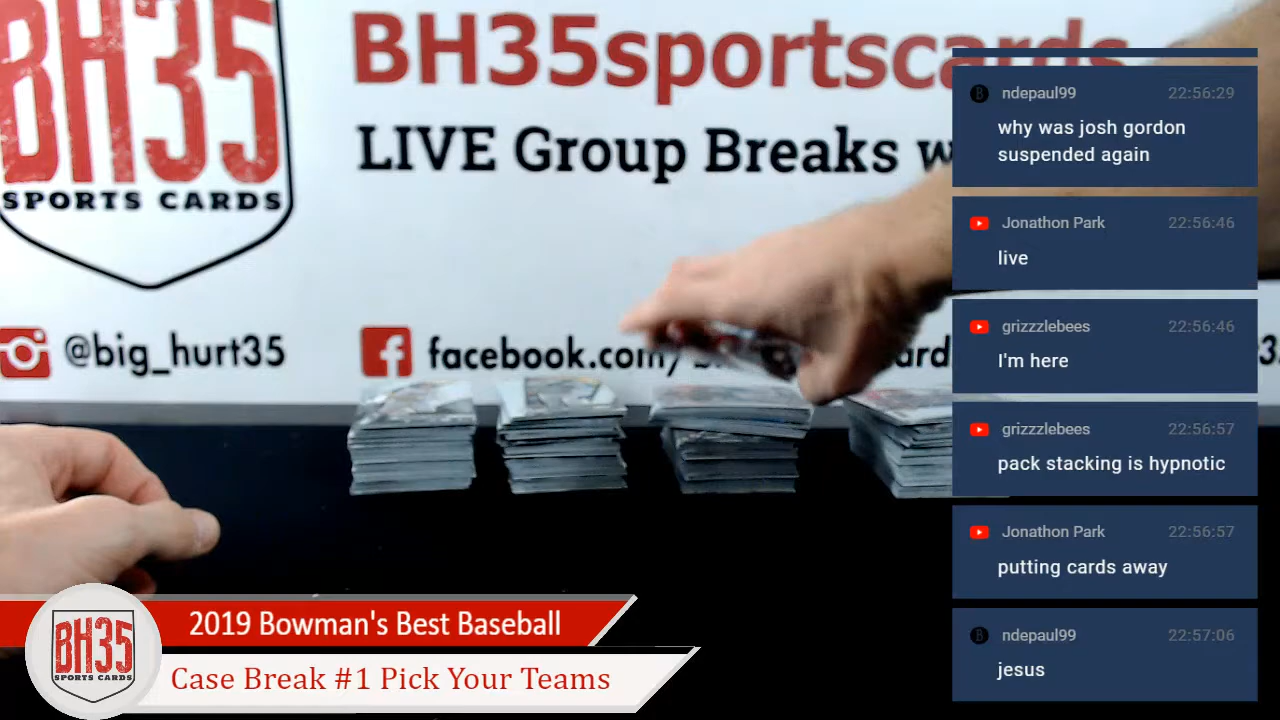 BH35
SPORTS CARDS
BH35sportscards
LIVE Group Breaks
@big_hurt35
facebook.com/
ndepaul99 22:56:29
why was josh gordon
suspended again
Jonathon Park 22:56:46
live
grizzzlebees 22:56:46
I'm here
grizzzlebees 22:56:57
pack stacking is hypnotic
Jonathon Park 22:56:57
putting cards away
ndepaul99 22:57:06
jesus
BH35
SPORTS CARDS
2019 Bowman's Best Baseball
Case Break #1 Pick Your Teams